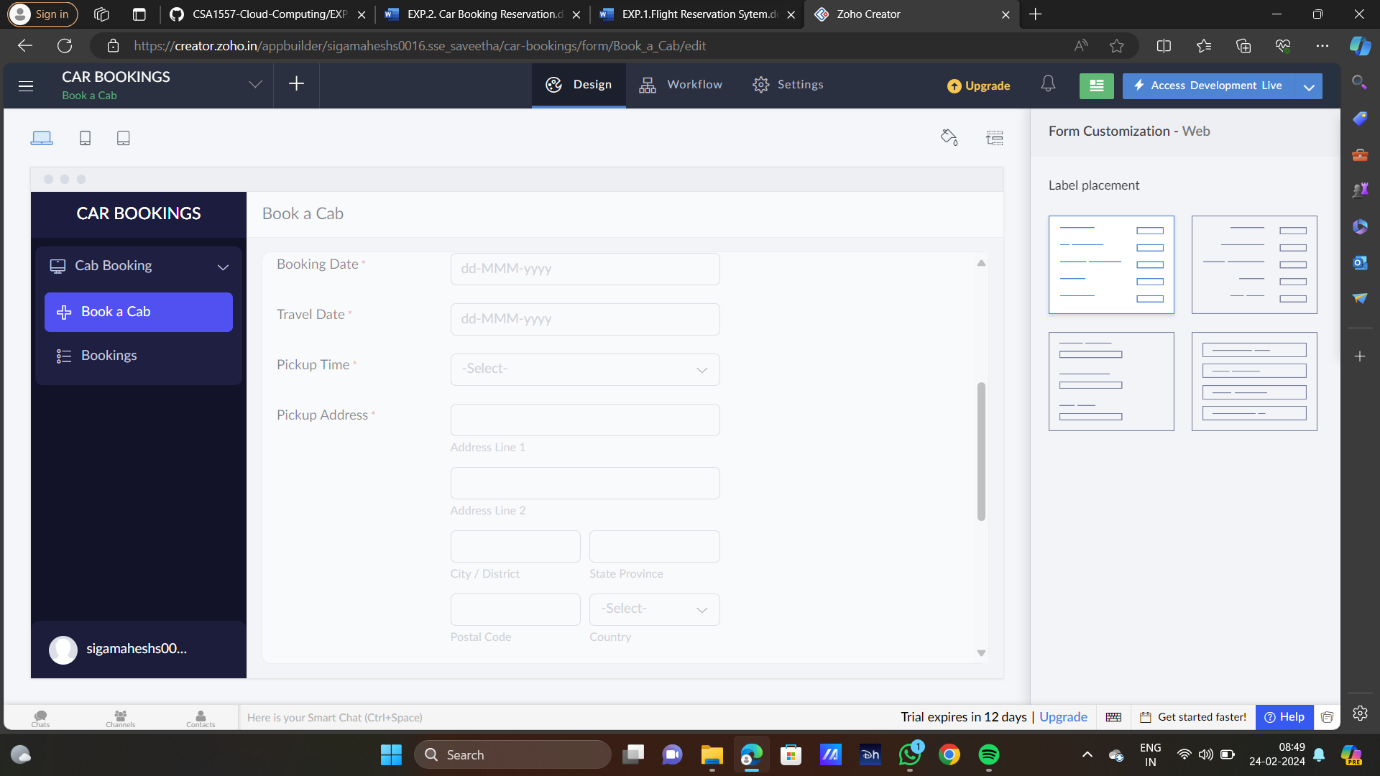 Sign in
CSA1557-Cloud-Computing/EXP
EXP.2. Car Booking Reservation.d
EXP.1.Flight Reservation Sytem.d
Zoho Creator
https://creator.zoho.in/appbuilder/sigamaheshs0016.sse_saveetha/car-bookings/form/Book_a_Cab/edit
CAR BOOKINGS
Book a Cab
Design
Workflow
Settings
Upgrade
Access Development Live
Form Customization - Web
Label placement
CAR BOOKINGS
Cab Booking
Book a Cab
Bookings
sigamaheshs00...
Book a Cab
Booking Date *
dd-MMM-yyyy
Travel Date *
dd-MMM-yyyy
Pickup Time *
-Select-
Pickup Address *
Address Line 1
Address Line 2
City / District
State Province
-Select-
Postal Code
Country
Chats
Channels
Contacts
Here is your Smart Chat (Ctrl+Space)
Trial expires in 12 days | Upgrade
Get started faster!
Help
Search
1
ENG
IN
08:49
24-02-2024
PRE